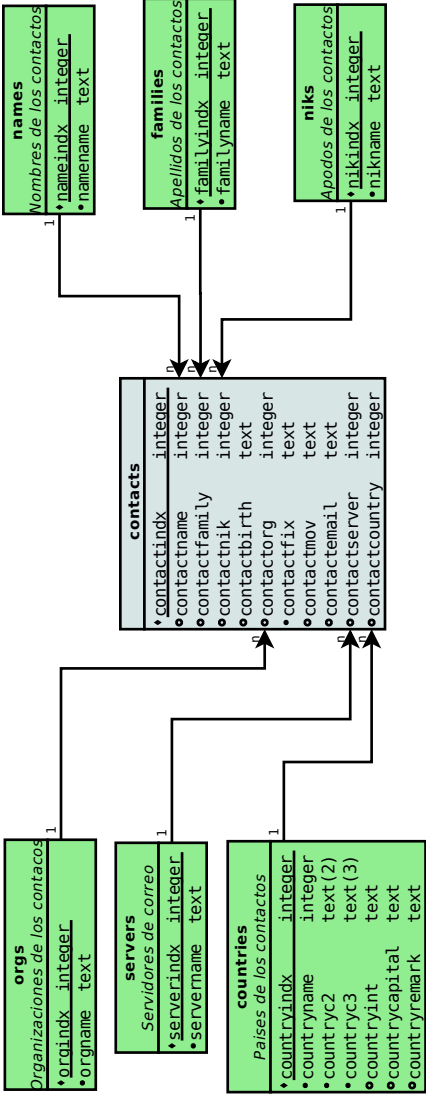 orgs
Organizaciones de los contacos
orgindx integer
orgname text
1
servers
Servidores de correo
serverindx integer
servername text
1
countries
Paises de los contactos
countryindx integer
countryname integer
countryc2 text(2)
countryc3 text(3)
countryint text
countrycapital text
countryremark text
1
contacts
contactindx integer
contactname integer
contactfamily integer
contactnik integer
contactbirth text
contactorg integer
contactfix text
contactmov text
contactemail text
contactserver integer
contactcountry integer
n
n
n
n
n
n
names
Nombres de los contactos
nameindx integer
namename text
1
families
Apellidos de los contactos
familyindx integer
familyname text
1
niks
Apodos de los contactos
nikindx integer
nikname text
1